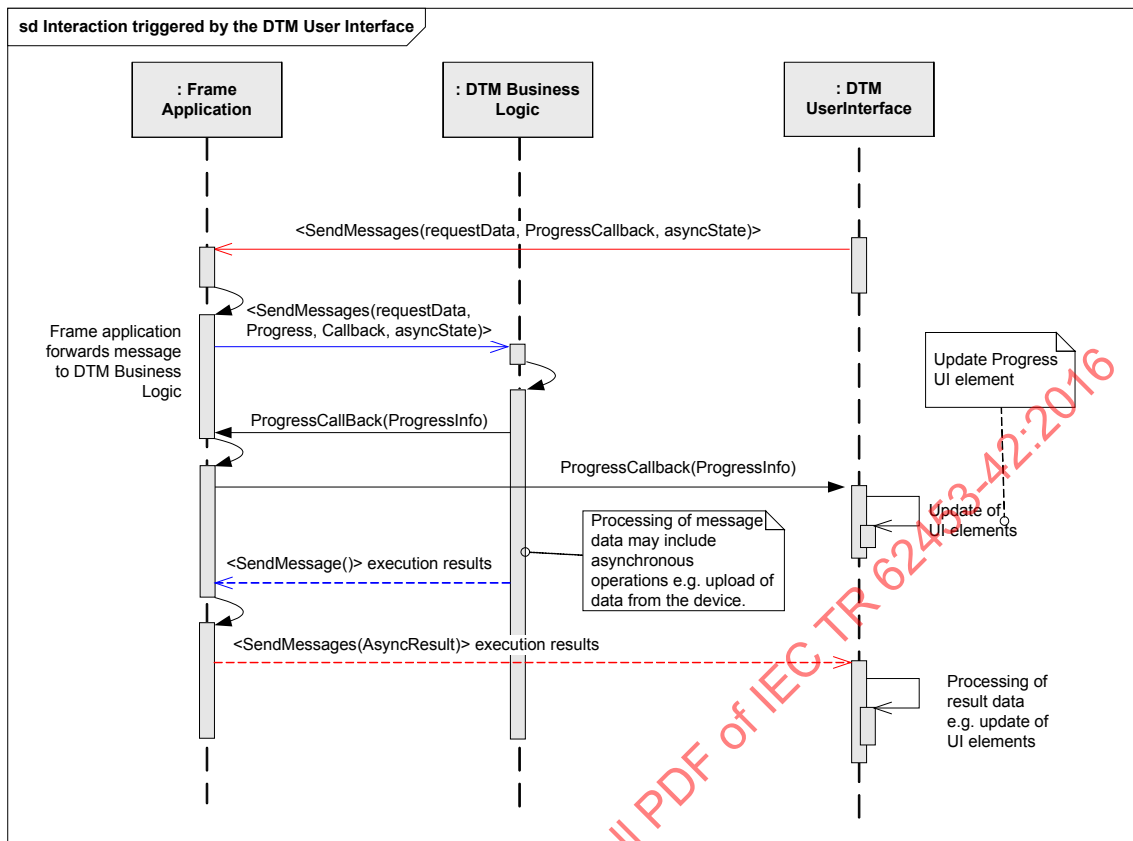 sd Interaction triggered by the DTM User Interface
: Frame
Application
: DTM Business
Logic
: DTM
UserInterface
<SendMessages(requestData, ProgressCallback, asyncState)>
<SendMessages(requestData,
Progress, Callback, asyncState)>
Frame application
forwards message
to DTM Business
Logic
Update Progress
UI element
ProgressCallBack(ProgressInfo)
ProgressCallback(ProgressInfo)
Update of
UI elements
Processing of message
data may include
asynchronous
operations e.g. upload of
data from the device.
<SendMessage()> execution results
<SendMessages(AsyncResult)> execution results
Processing of
result data
e.g. update of
UI elements
PDF of IEC TR 62453-42:2016